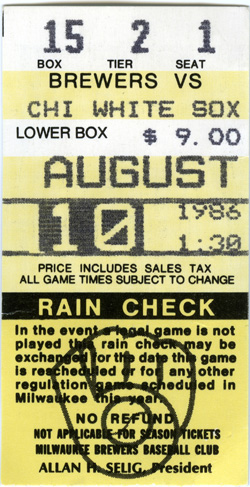 15 2 1
BOX TIER SEAT
BREWERS VS
CHI WHITE SOX
LOWER BOX $ 9.00
AUGUST
10 1986
1:30
PRICE INCLUDES SALES TAX
ALL GAME TIMES SUBJECT TO CHANGE
RAIN CHECK
In the event a legal game is not
played this rain check may be
exchanged for the date this game
is rescheduled or for any other
regulation game scheduled in
Milwaukee this year.
NO REFUND
NOT APPLICABLE FOR SEASON TICKETS
MILWAUKEE BREWERS BASEBALL CLUB
ALLAN H. SELIG, President